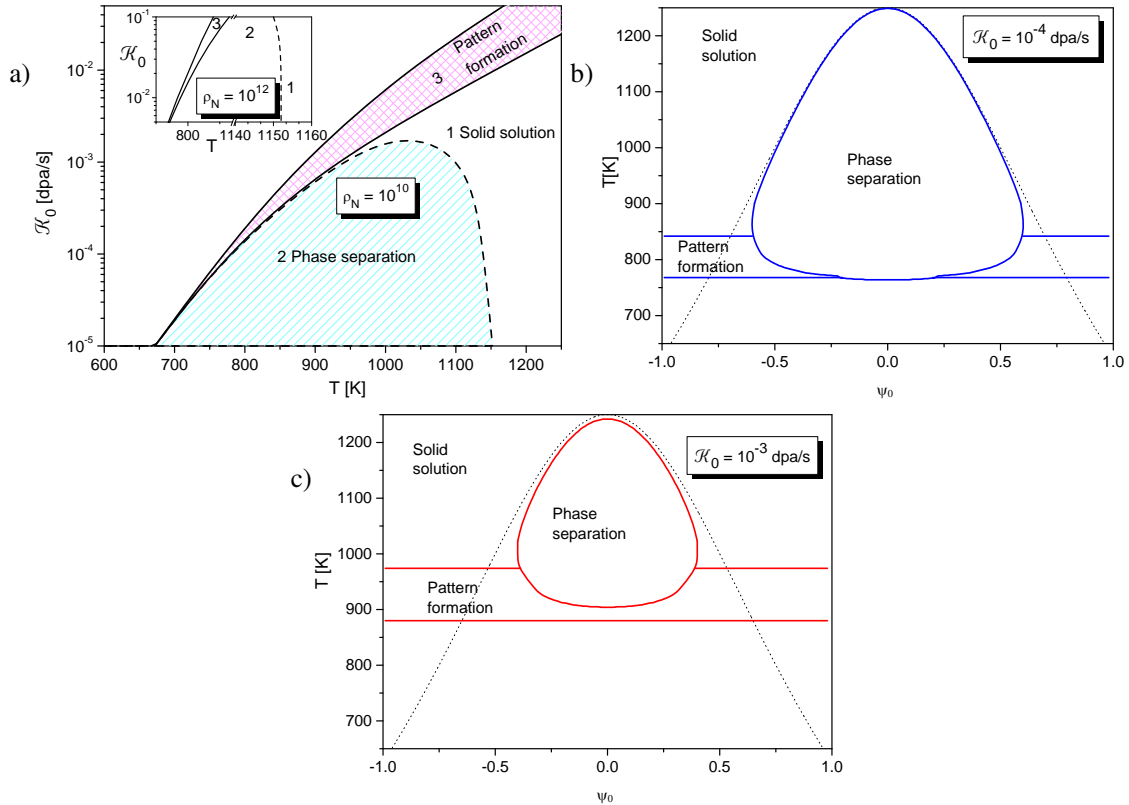 a)
𝒦0 [dpa/s]
10^-2
10^-3
10^-4
10^-5
600 700 800 900 1000 1100 1200
T [K]
Pattern
formation
3
1 Solid solution
ρN = 10^10
2 Phase separation
10^-1
𝒦0
10^-2
3
2
1
ρN = 10^12
800 1140 1150 1160
T
b)
T[K]
1200
1100
1000
900
800
700
-1.0 -0.5 0.0 0.5 1.0
ψ0
Solid
solution
𝒦0 = 10^-4 dpa/s
Phase
separation
Pattern
formation
c)
T [K]
1200
1100
1000
900
800
700
-1.0 -0.5 0.0 0.5 1.0
ψ0
Solid
solution
𝒦0 = 10^-3 dpa/s
Phase
separation
Pattern
formation